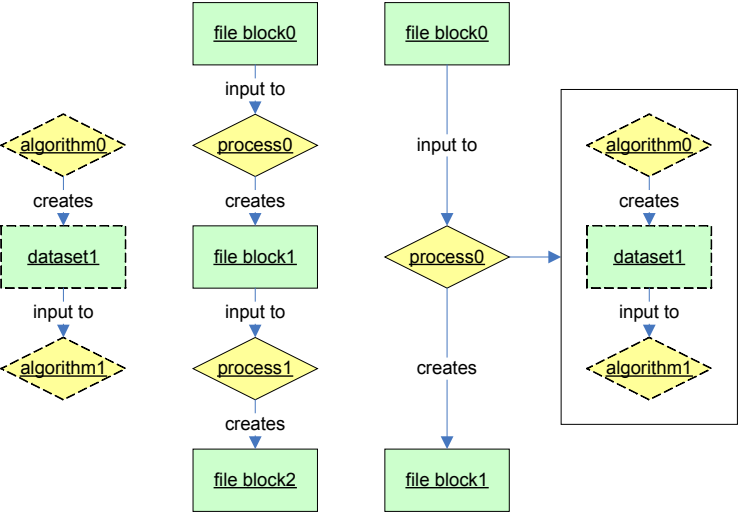 file block0
input to
process0
creates
file block1
input to
process1
creates
file block2
algorithm0
creates
dataset1
input to
algorithm1
file block0
input to
process0
creates
file block1
algorithm0
creates
dataset1
input to
algorithm1